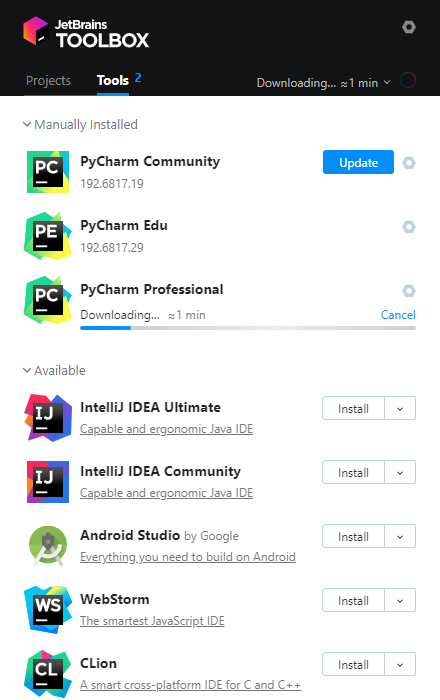 JetBrains
TOOLBOX
Projects Tools 2 Downloading... ≈1 min
Manually Installed
PC PyCharm Community Update
192.6817.19
PE PyCharm Edu
192.6817.29
PC PyCharm Professional
Downloading... ≈1 min Cancel
Available
IJ IntelliJ IDEA Ultimate Install
Capable and ergonomic Java IDE
IJ IntelliJ IDEA Community Install
Capable and ergonomic Java IDE
Android Studio by Google Install
Everything you need to build on Android
WS WebStorm Install
The smartest JavaScript IDE
CL CLion Install
A smart cross-platform IDE for C and C++